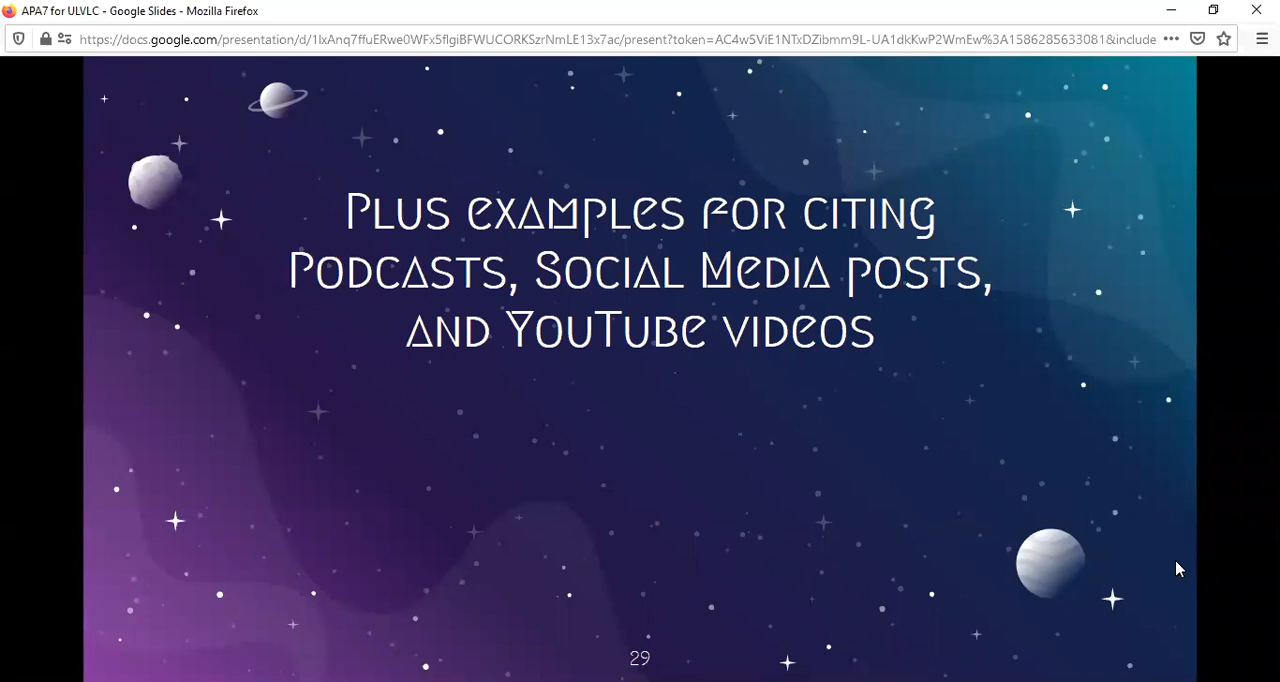 APA7 for ULVLC - Google Slides - Mozilla Firefox
https://docs.google.com/presentation/d/1lxAnq7ffuERwe0WFx5flgiBFWUCORKSzrNmLE13x7ac/present?token=AC4w5ViE1NTxDZibmm9L-UA1dkKwP2WmEw%3A1586285633081&include
Plus examples for citing
Podcasts, Social Media posts,
and YouTube videos
29